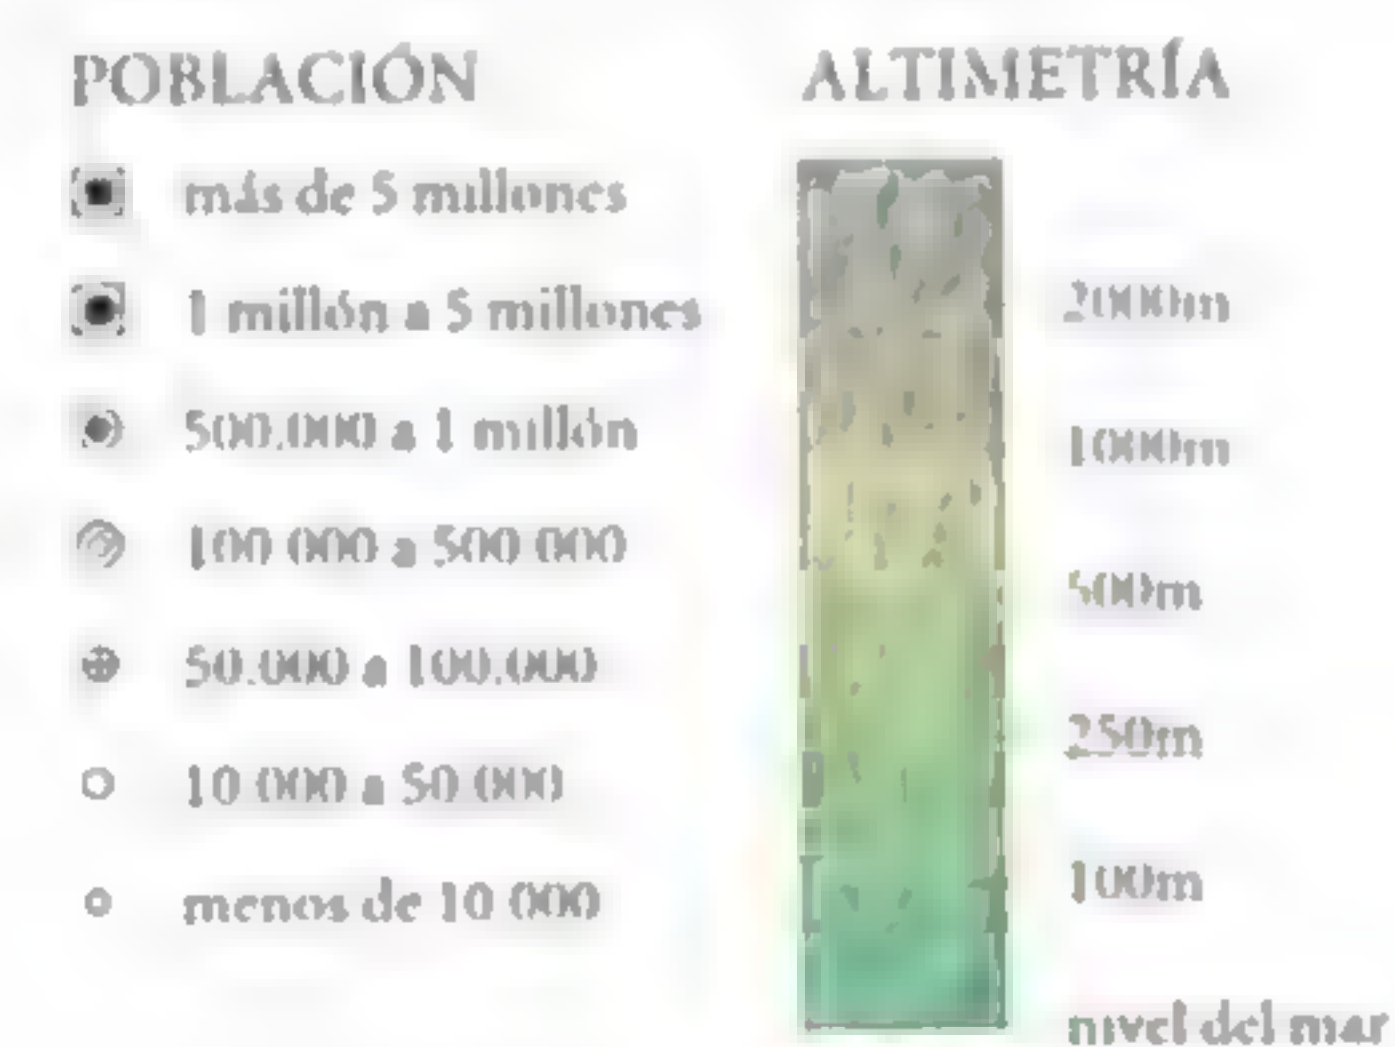 POBLACIÓN
más de 5 millones
1 millón a 5 millones
500.000 a 1 millón
100 000 a 500 000
50.000 a 100.000
10 000 a 50 000
menos de 10 000
ALTIMETRÍA
2000m
1000m
500m
250m
100m
nivel del mar